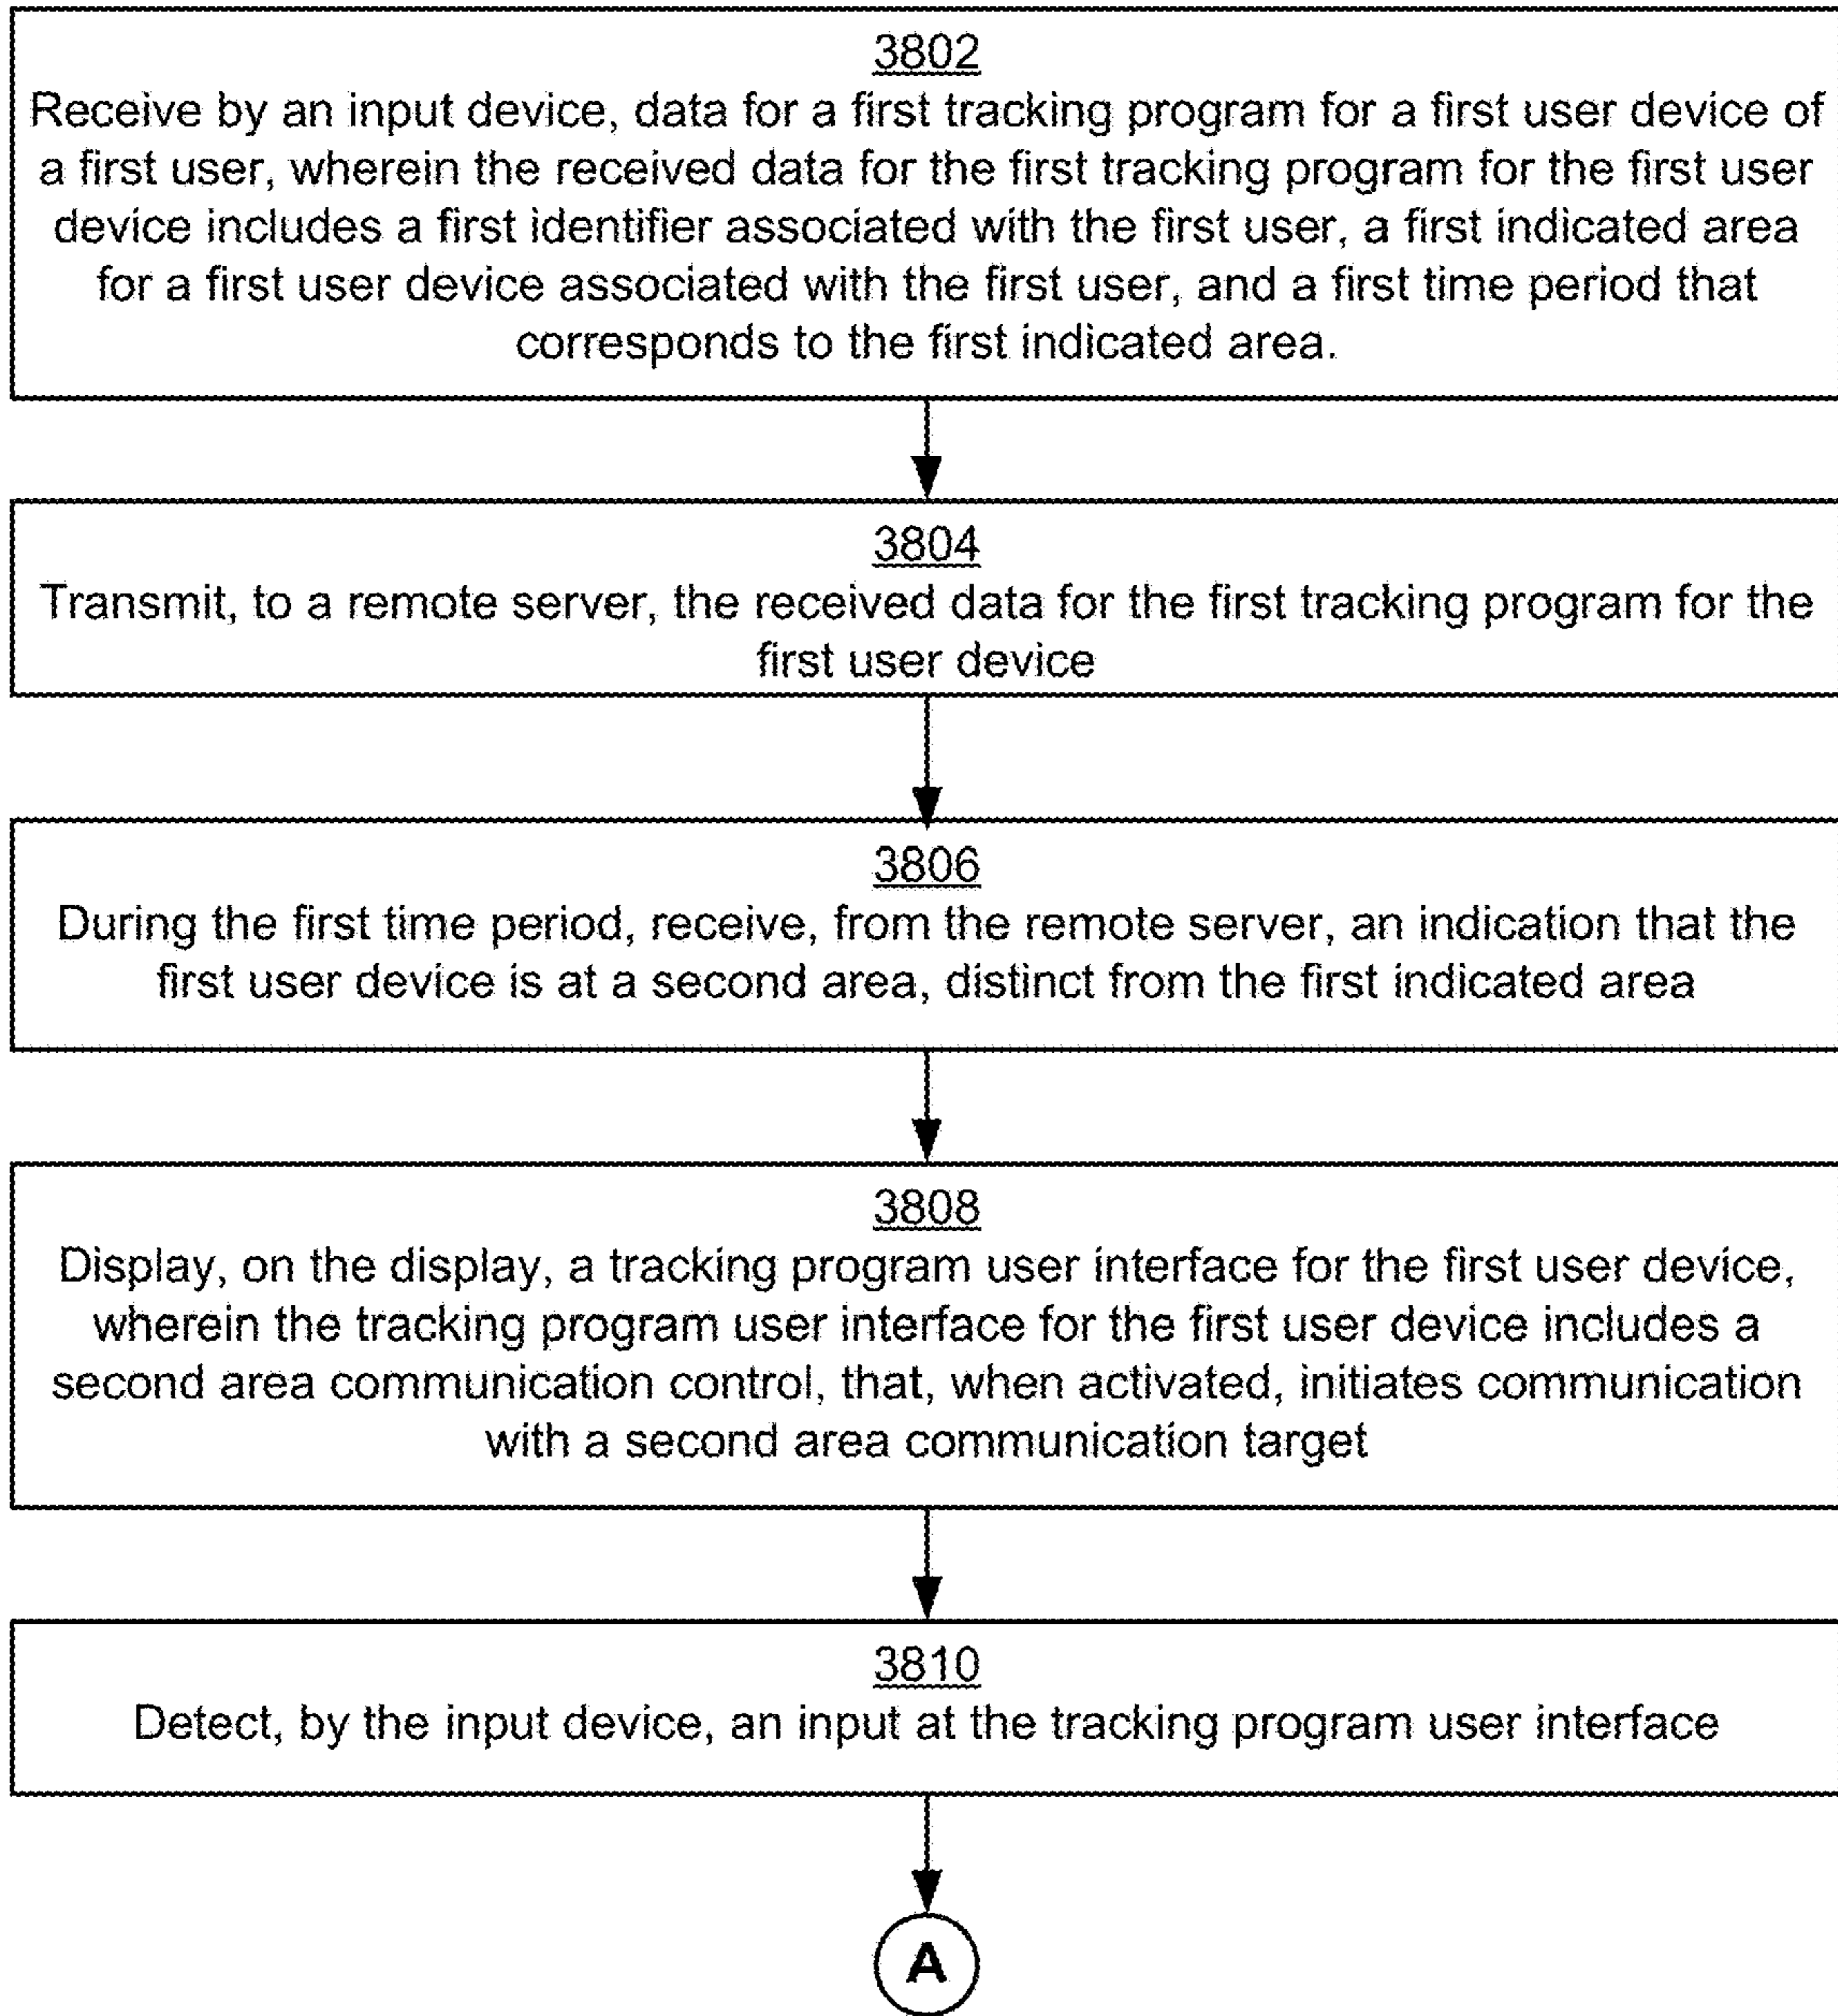 3802
Receive by an input device, data for a first tracking program for a first user device of
a first user, wherein the received data for the first tracking program for the first user
device includes a first identifier associated with the first user, a first indicated area
for a first user device associated with the first user, and a first time period that
corresponds to the first indicated area.
3804
Transmit, to a remote server, the received data for the first tracking program for the
first user device
3806
During the first time period, receive, from the remote server, an indication that the
first user device is at a second area, distinct from the first indicated area
3808
Display, on the display, a tracking program user interface for the first user device,
wherein the tracking program user interface for the first user device includes a
second area communication control, that, when activated, initiates communication
with a second area communication target
3810
Detect, by the input device, an input at the tracking program user interface
A